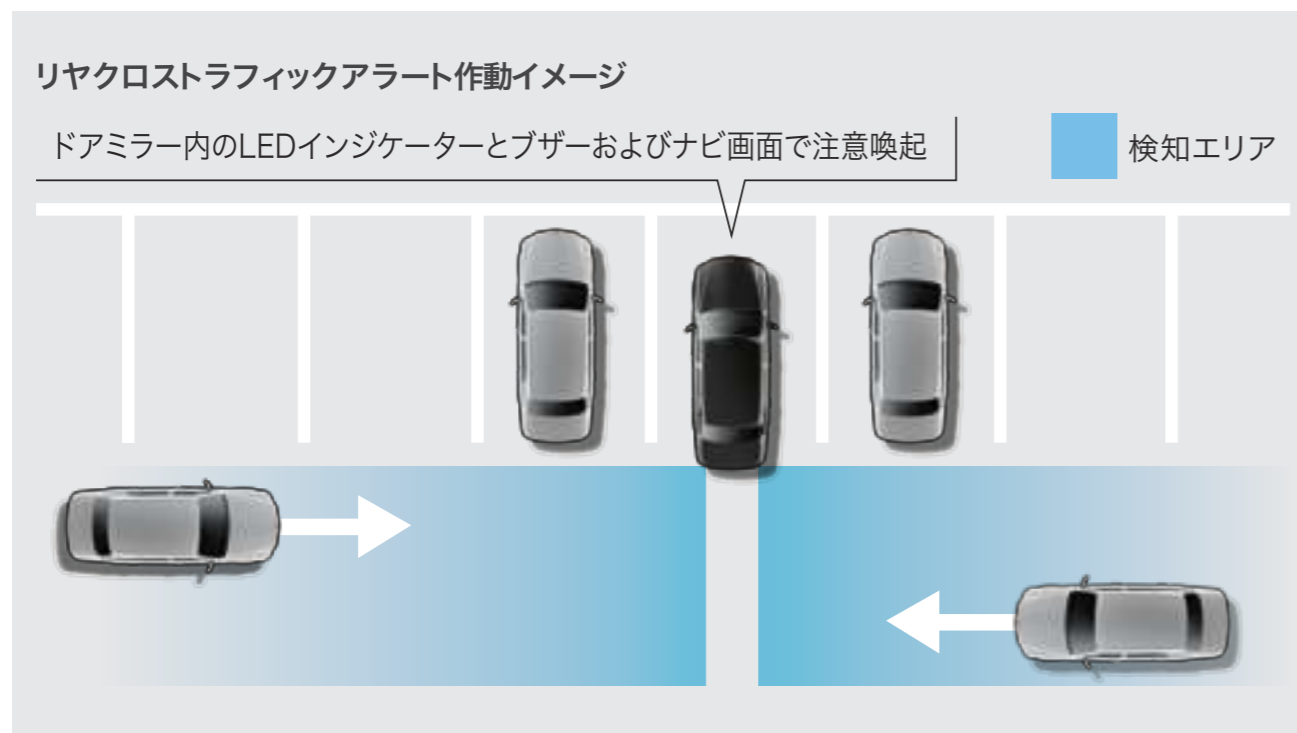 リヤクロストラフィックアラート作動イメージ
ドアミラー内のLEDインジケーターとブザーおよびナビ画面で注意喚起
検知エリア